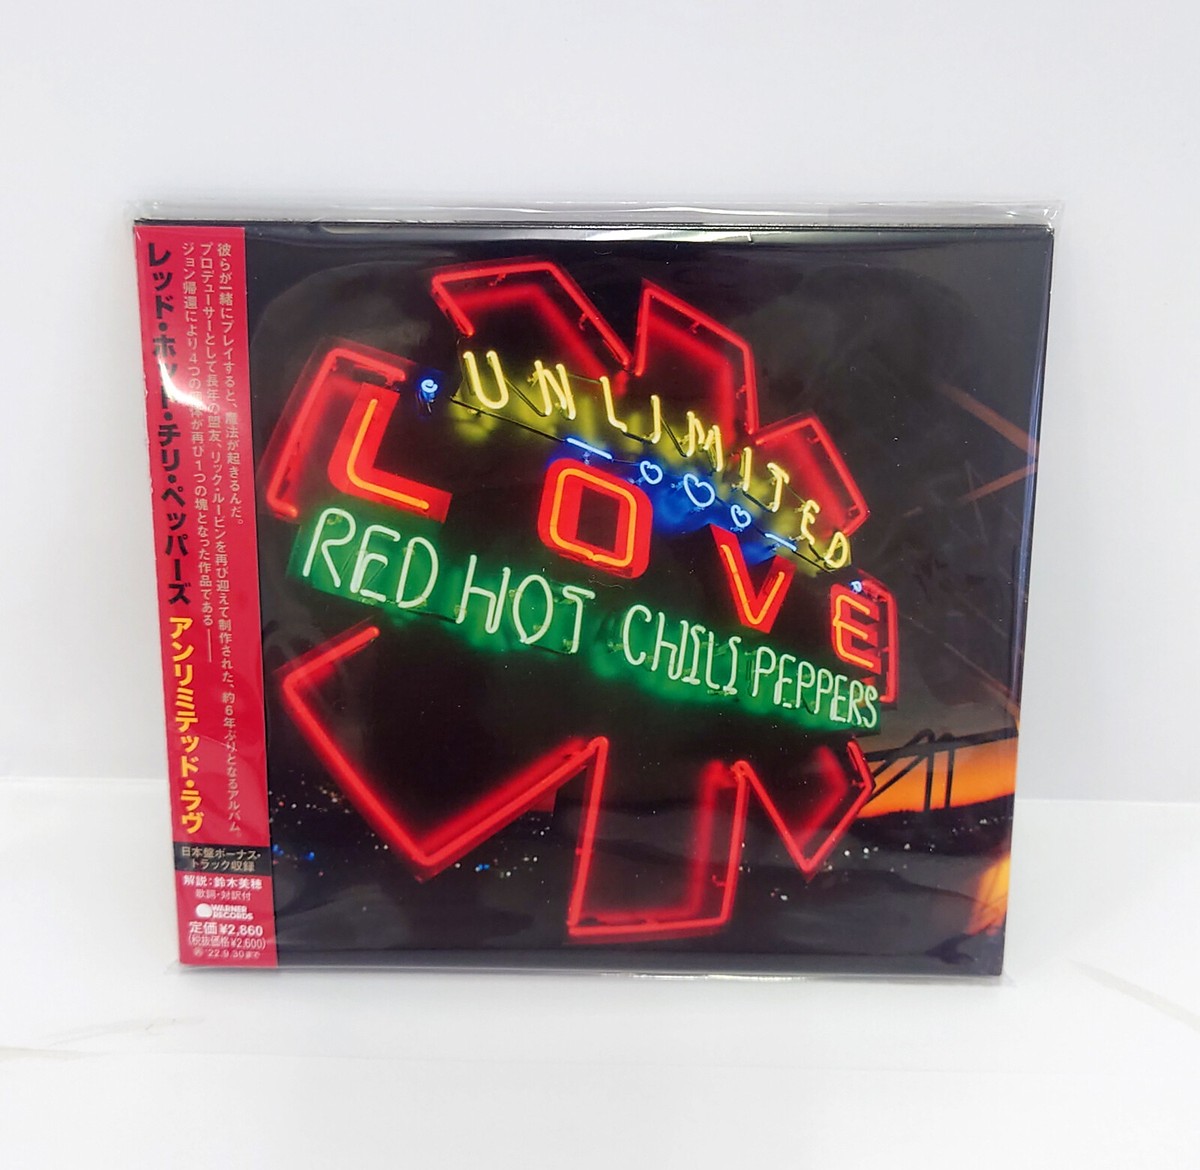 彼らが一緒にプレイすると、魔法が起きるんだ。
プロデューサーとして長年の盟友、リック・ルービンを再び迎えて制作された、約6年ぶりとなるアルバム。
ジョン帰還により4つの個体が再び1つの塊となった作品である——
レッド・ホット・チリ・ペッパーズ アンリミテッド・ラヴ
日本盤ボーナス・
トラック収録
解説:鈴木美穂
歌詞・対訳付
WARNER
RECORDS
定価¥2,860
(税抜価格¥2,600)
'22.9.30まで
UNLIMITED
LOVE
RED HOT CHILI PEPPERS